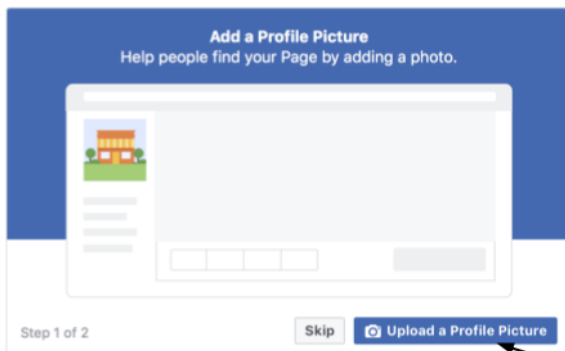 Add a Profile Picture
Help people find your Page by adding a photo.
Step 1 of 2
Skip
Upload a Profile Picture